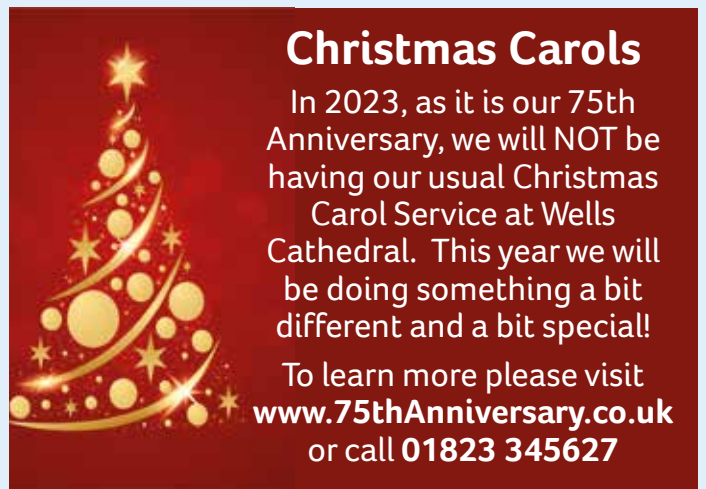 Christmas Carols
In 2023, as it is our 75th
Anniversary, we will NOT be
having our usual Christmas
Carol Service at Wells
Cathedral.  This year we will
be doing something a bit
different and a bit special!
To learn more please visit
www.75thAnniversary.co.uk
or call 01823 345627